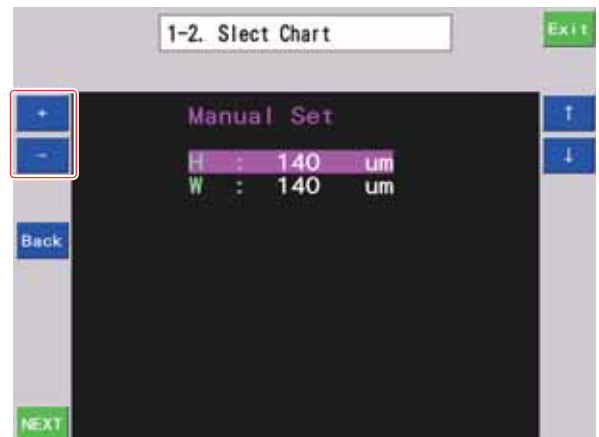 1-2. Slect Chart
Exit
+
-
Manual Set
H : 140 um
W : 140 um
↑
↓
Back
NEXT